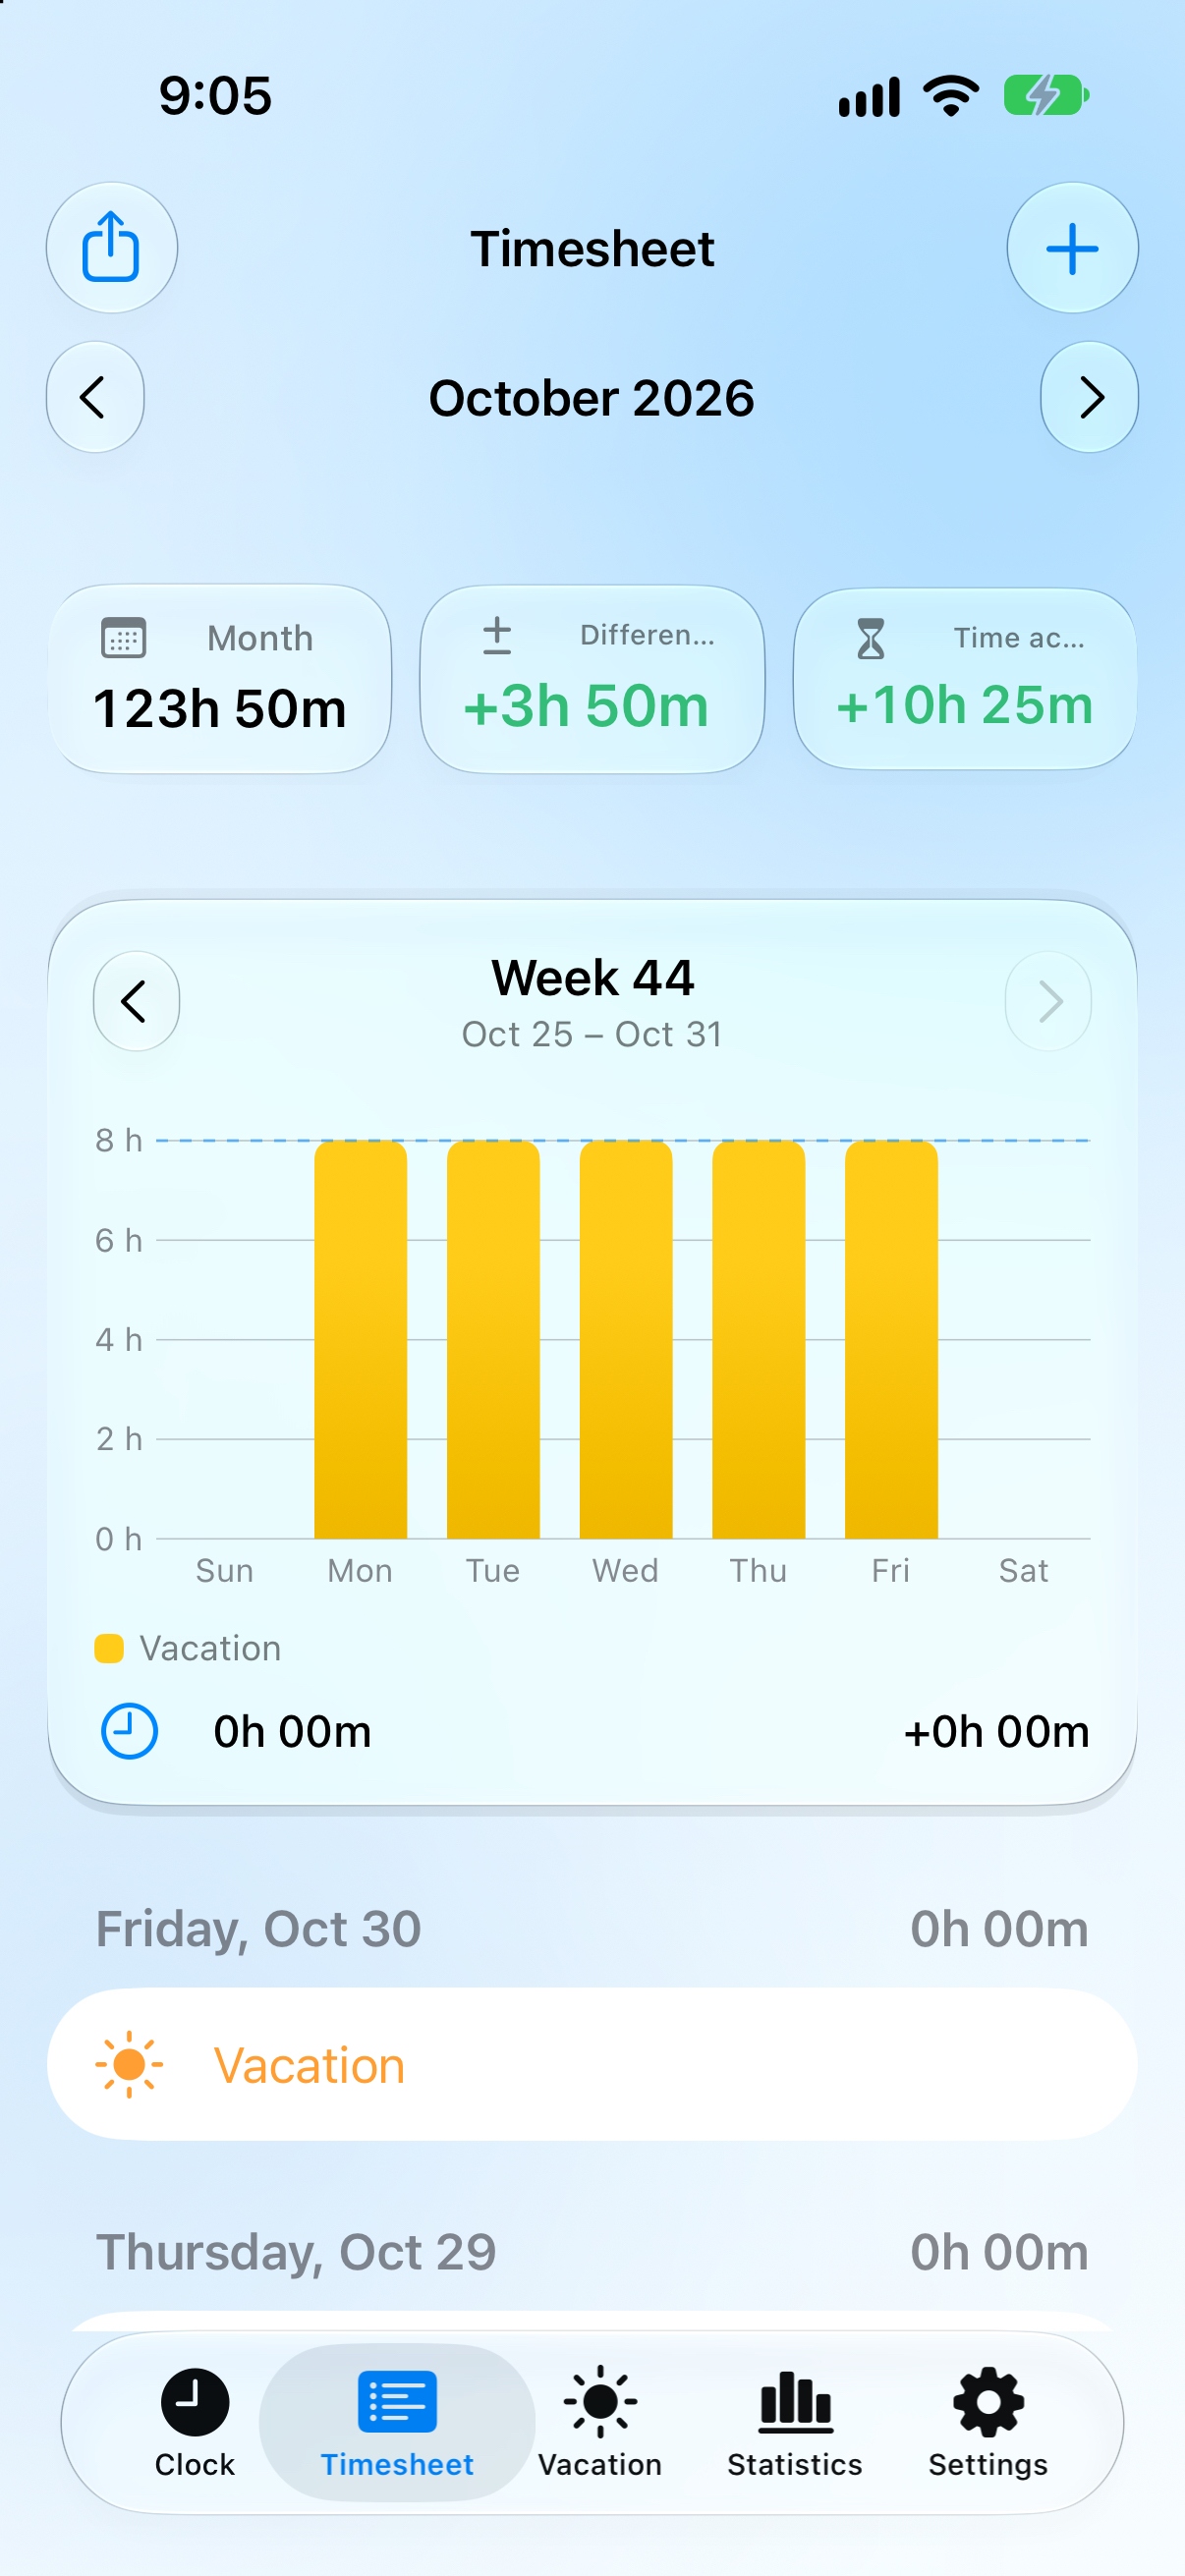 9:05
Timesheet
October 2026
Month
123h 50m
Differen...
+3h 50m
Time ac...
+10h 25m
Week 44
Oct 25 – Oct 31
8 h
6 h
4 h
2 h
0 h
Sun Mon Tue Wed Thu Fri Sat
Vacation
0h 00m +0h 00m
Friday, Oct 30 0h 00m
Vacation
Thursday, Oct 29 0h 00m
Clock Timesheet Vacation Statistics Settings